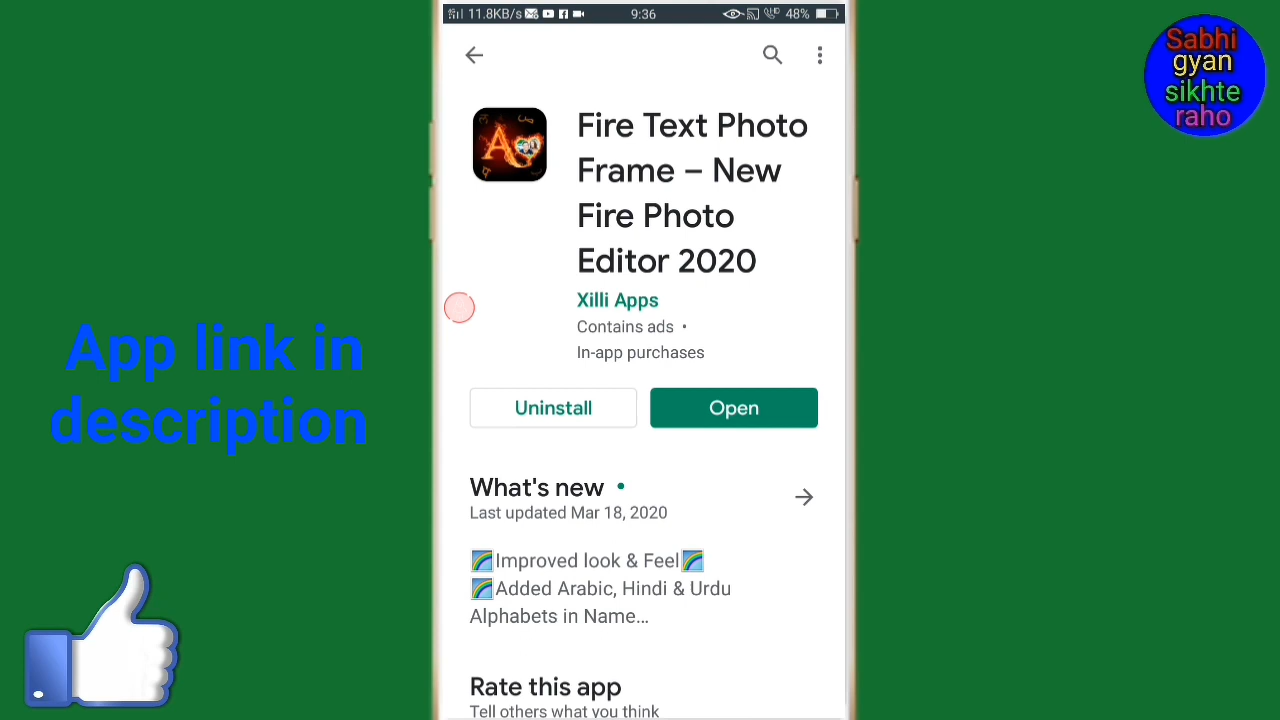 11.8KB/s 9:36 48%
Sabhi
gyan
sikhte
raho
Fire Text Photo
Frame – New
Fire Photo
Editor 2020
Xilli Apps
Contains ads •
In-app purchases
App link in
description
Uninstall Open
What's new •
Last updated Mar 18, 2020
🌈Improved look & Feel🌈
🌈Added Arabic, Hindi & Urdu
Alphabets in Name…
Rate this app
Tell others what you think